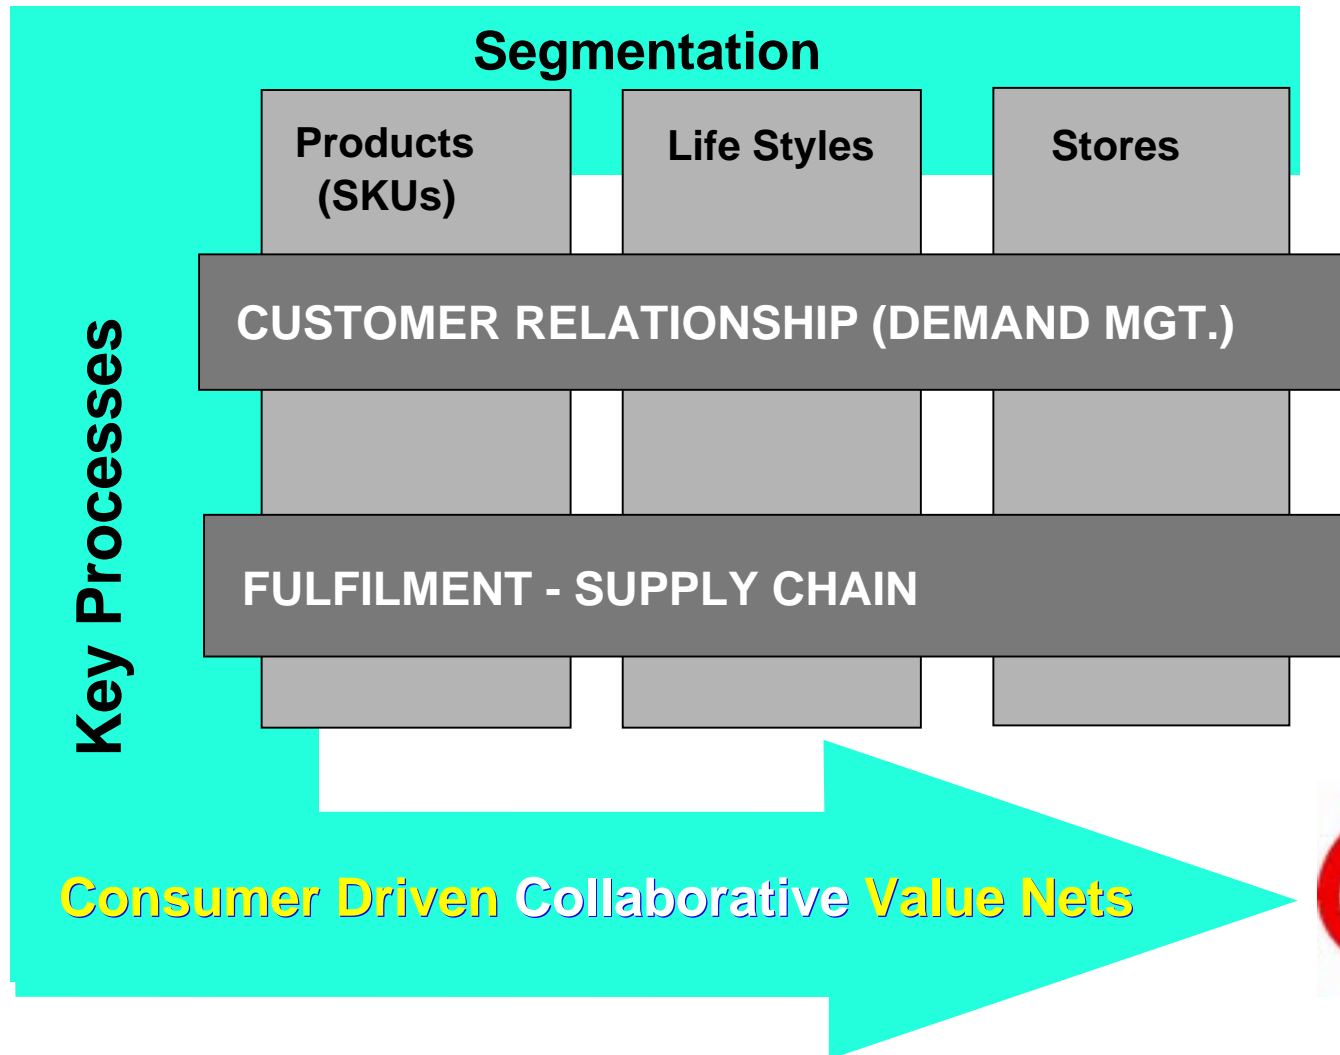 Segmentation
Products
(SKUs)
Life Styles
Stores
CUSTOMER RELATIONSHIP (DEMAND MGT.)
Key Processes
FULFILMENT - SUPPLY CHAIN
Consumer Driven Collaborative Value Nets